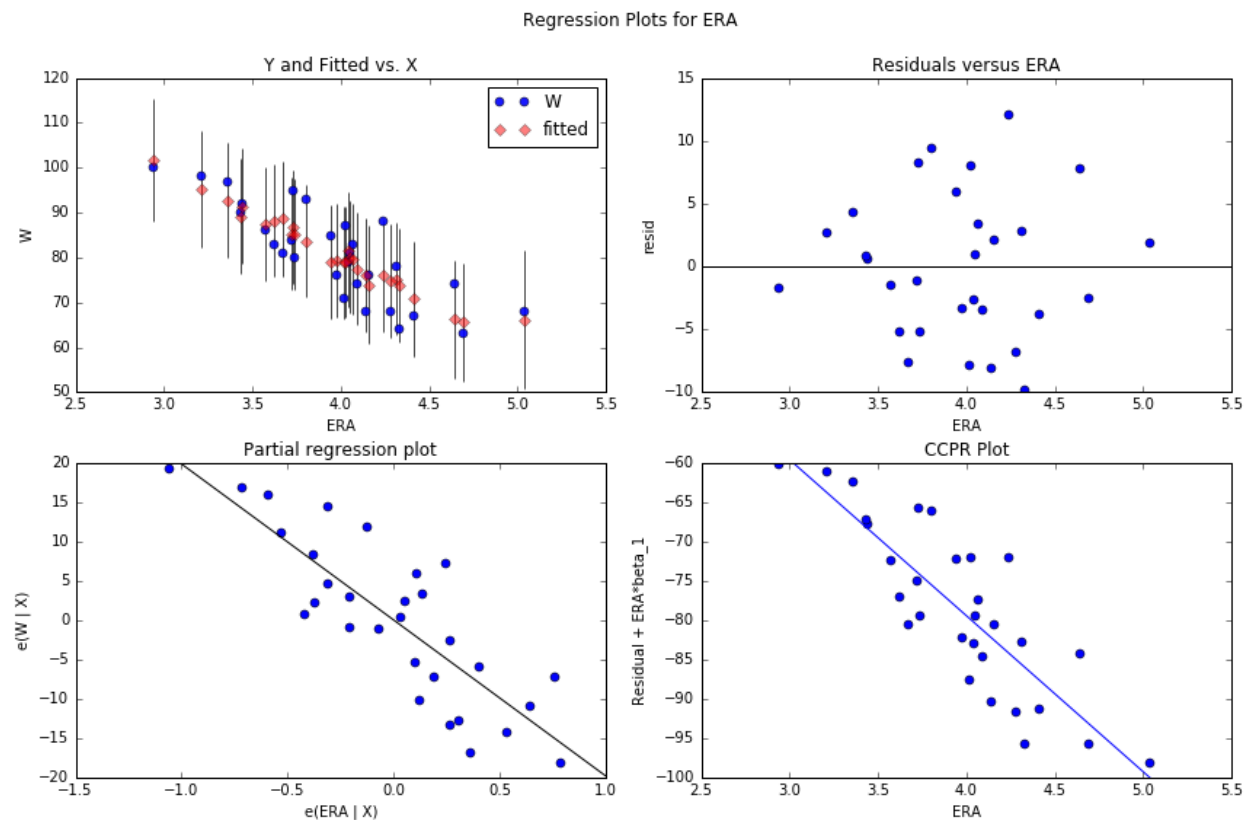 Regression Plots for ERA
Y and Fitted vs. X
120
110
100
90
80
70
60
50
W
W
fitted
2.5 3.0 3.5 4.0 4.5 5.0 5.5
ERA
Residuals versus ERA
15
10
5
0
−5
−10
resid
2.5 3.0 3.5 4.0 4.5 5.0 5.5
ERA
Partial regression plot
20
15
10
5
0
−5
−10
−15
−20
e(W | X)
−1.5 −1.0 −0.5 0.0 0.5 1.0
e(ERA | X)
CCPR Plot
−60
−65
−70
−75
−80
−85
−90
−95
−100
Residual + ERA*beta_1
2.5 3.0 3.5 4.0 4.5 5.0 5.5
ERA